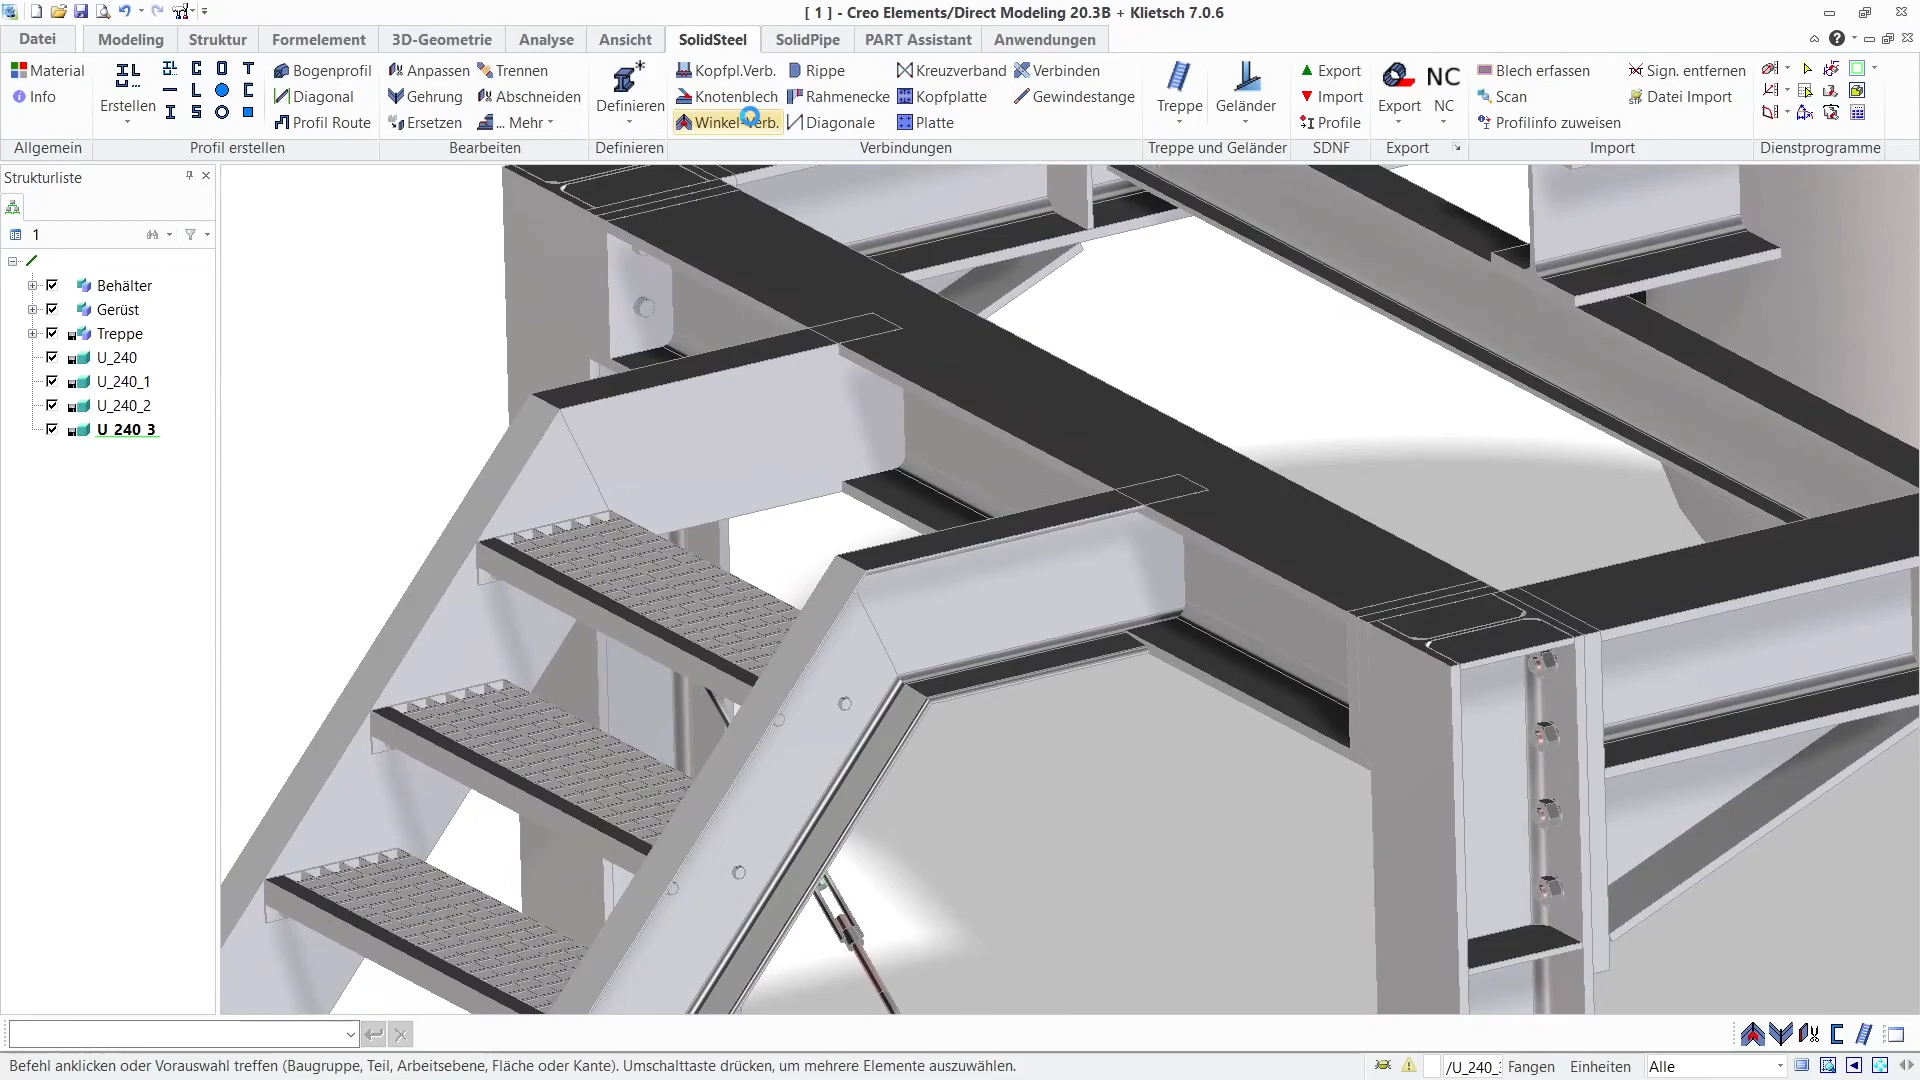 [ 1 ] - Creo Elements/Direct Modeling 20.3B + Klietsch 7.0.6
Datei Modeling Struktur Formelement 3D-Geometrie Analyse Ansicht SolidSteel SolidPipe PART Assistant Anwendungen
Material
Info
Allgemein
Erstellen
Bogenprofil
Diagonal
Profil Route
Profil erstellen
Anpassen
Gehrung
Ersetzen
Trennen
Abschneiden
... Mehr
Bearbeiten
Definieren
Definieren
Kopfpl.Verb.
Knotenblech
Winkel-Verb.
Rippe
Rahmenecke
Diagonale
Kreuzverband
Kopfplatte
Platte
Verbinden
Gewindestange
Verbindungen
Treppe
Geländer
Treppe und Geländer
Export
Import
Profile
SDNF
Export
NC
NC
Export
Blech erfassen
Scan
Profilinfo zuweisen
Sign. entfernen
Datei Import
Import
Dienstprogramme
Strukturliste
1
Behälter
Gerüst
Treppe
U_240
U_240_1
U_240_2
U_240_3
Befehl anklicken oder Vorauswahl treffen (Baugruppe, Teil, Arbeitsebene, Fläche oder Kante). Umschalttaste drücken, um mehrere Elemente auszuwählen.
/U_240_ Fangen Einheiten Alle